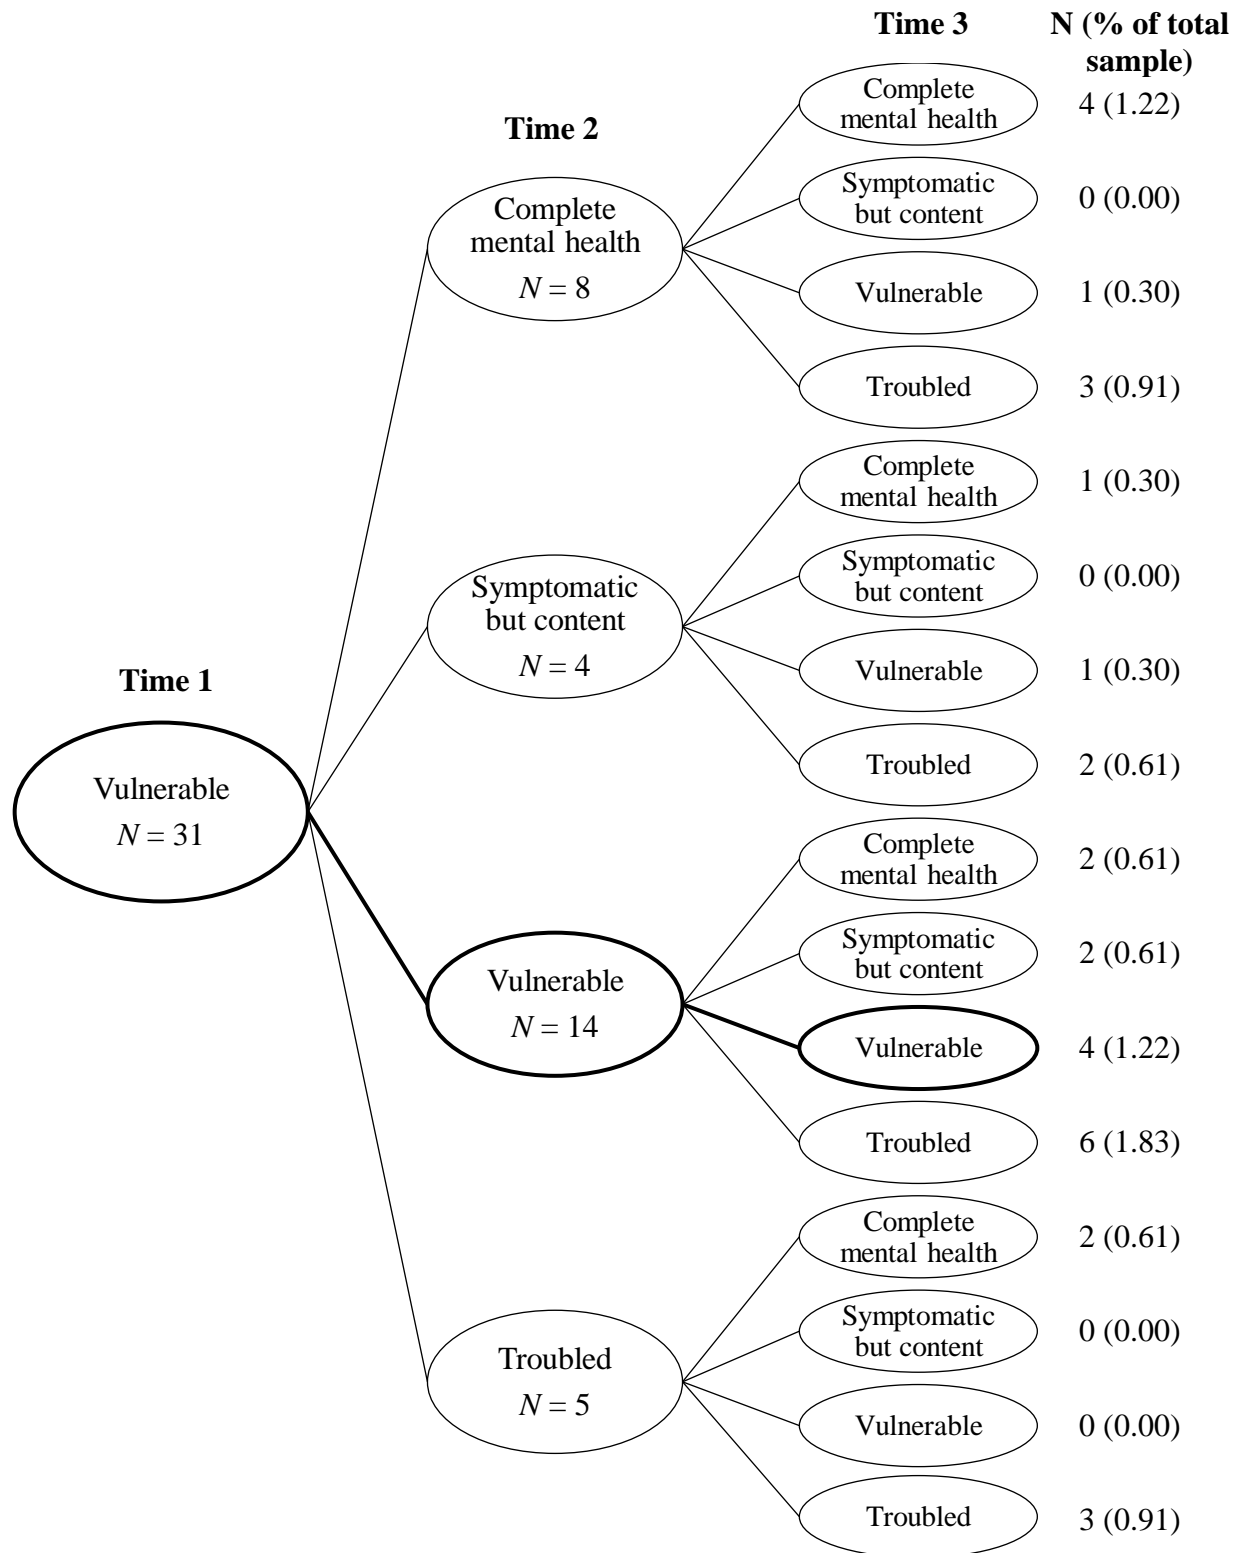 Time 3
N (% of total
sample)
Complete
mental health
4 (1.22)
Time 2
Symptomatic
but content
0 (0.00)
Complete
mental health
N = 8
Vulnerable
1 (0.30)
Troubled
3 (0.91)
Complete
mental health
1 (0.30)
Symptomatic
but content
0 (0.00)
Symptomatic
but content
N = 4
Vulnerable
1 (0.30)
Time 1
Troubled
2 (0.61)
Vulnerable
N = 31
Complete
mental health
2 (0.61)
Symptomatic
but content
2 (0.61)
Vulnerable
N = 14
Vulnerable
4 (1.22)
Troubled
6 (1.83)
Complete
mental health
2 (0.61)
Symptomatic
but content
0 (0.00)
Troubled
N = 5
Vulnerable
0 (0.00)
Troubled
3 (0.91)